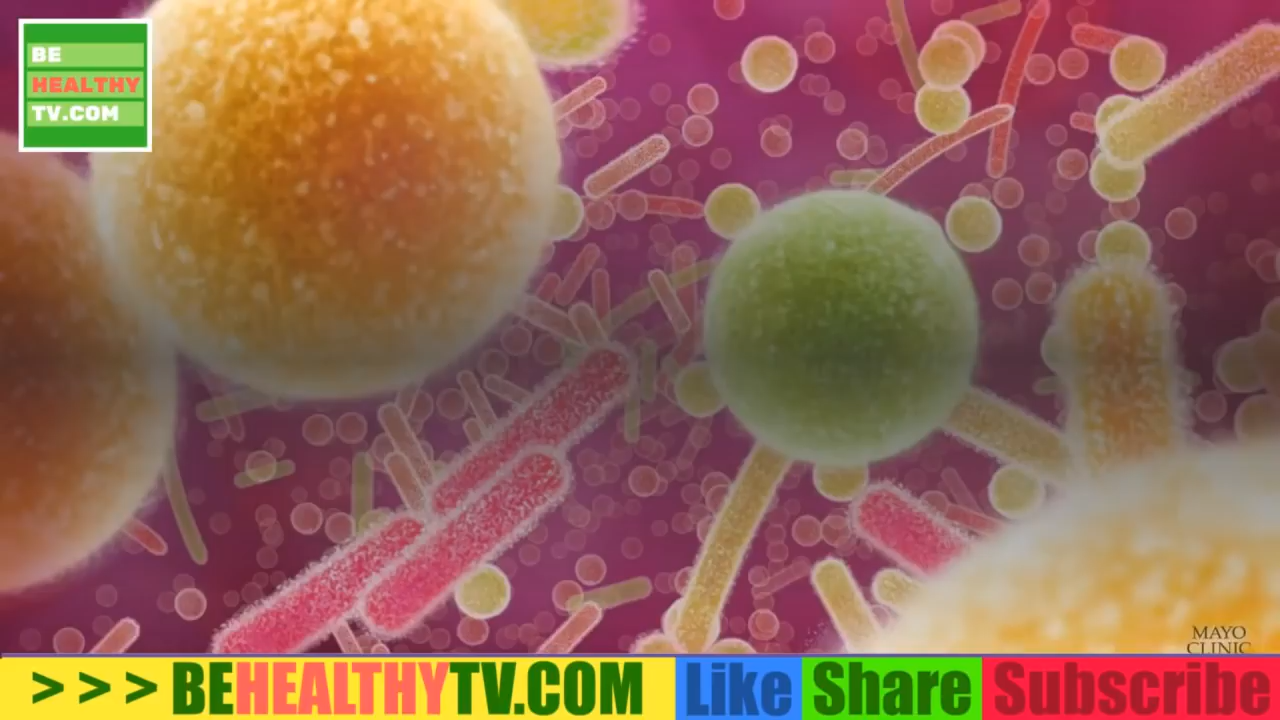 BE
HEALTHY
TV.COM
MAYO
CLINIC
> > > BEHEALTHYTV.COM Like Share Subscribe